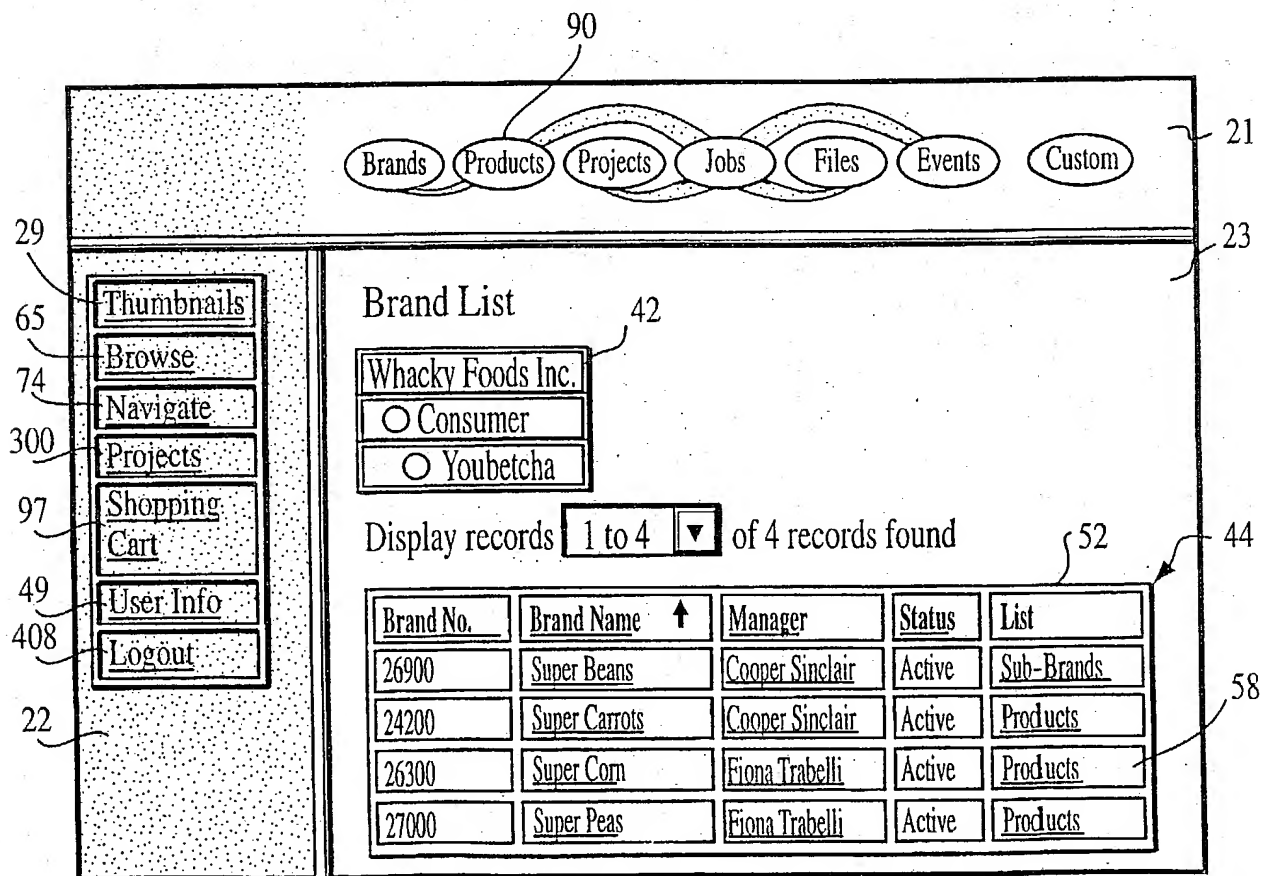 90
Brands Products Projects Jobs Files Events Custom
21
29
65
74
300
97
49
408
22
Thumbnails
Browse
Navigate
Projects
Shopping
Cart
User Info
Logout
23
Brand List
42
Whacky Foods Inc.
Consumer
Youbetcha
Display records 1 to 4 of 4 records found
52
44
Brand No. Brand Name Manager Status List
26900 Super Beans Cooper Sinclair Active Sub-Brands
24200 Super Carrots Cooper Sinclair Active Products
26300 Super Corn Fiona Trabelli Active Products
27000 Super Peas Fiona Trabelli Active Products
58